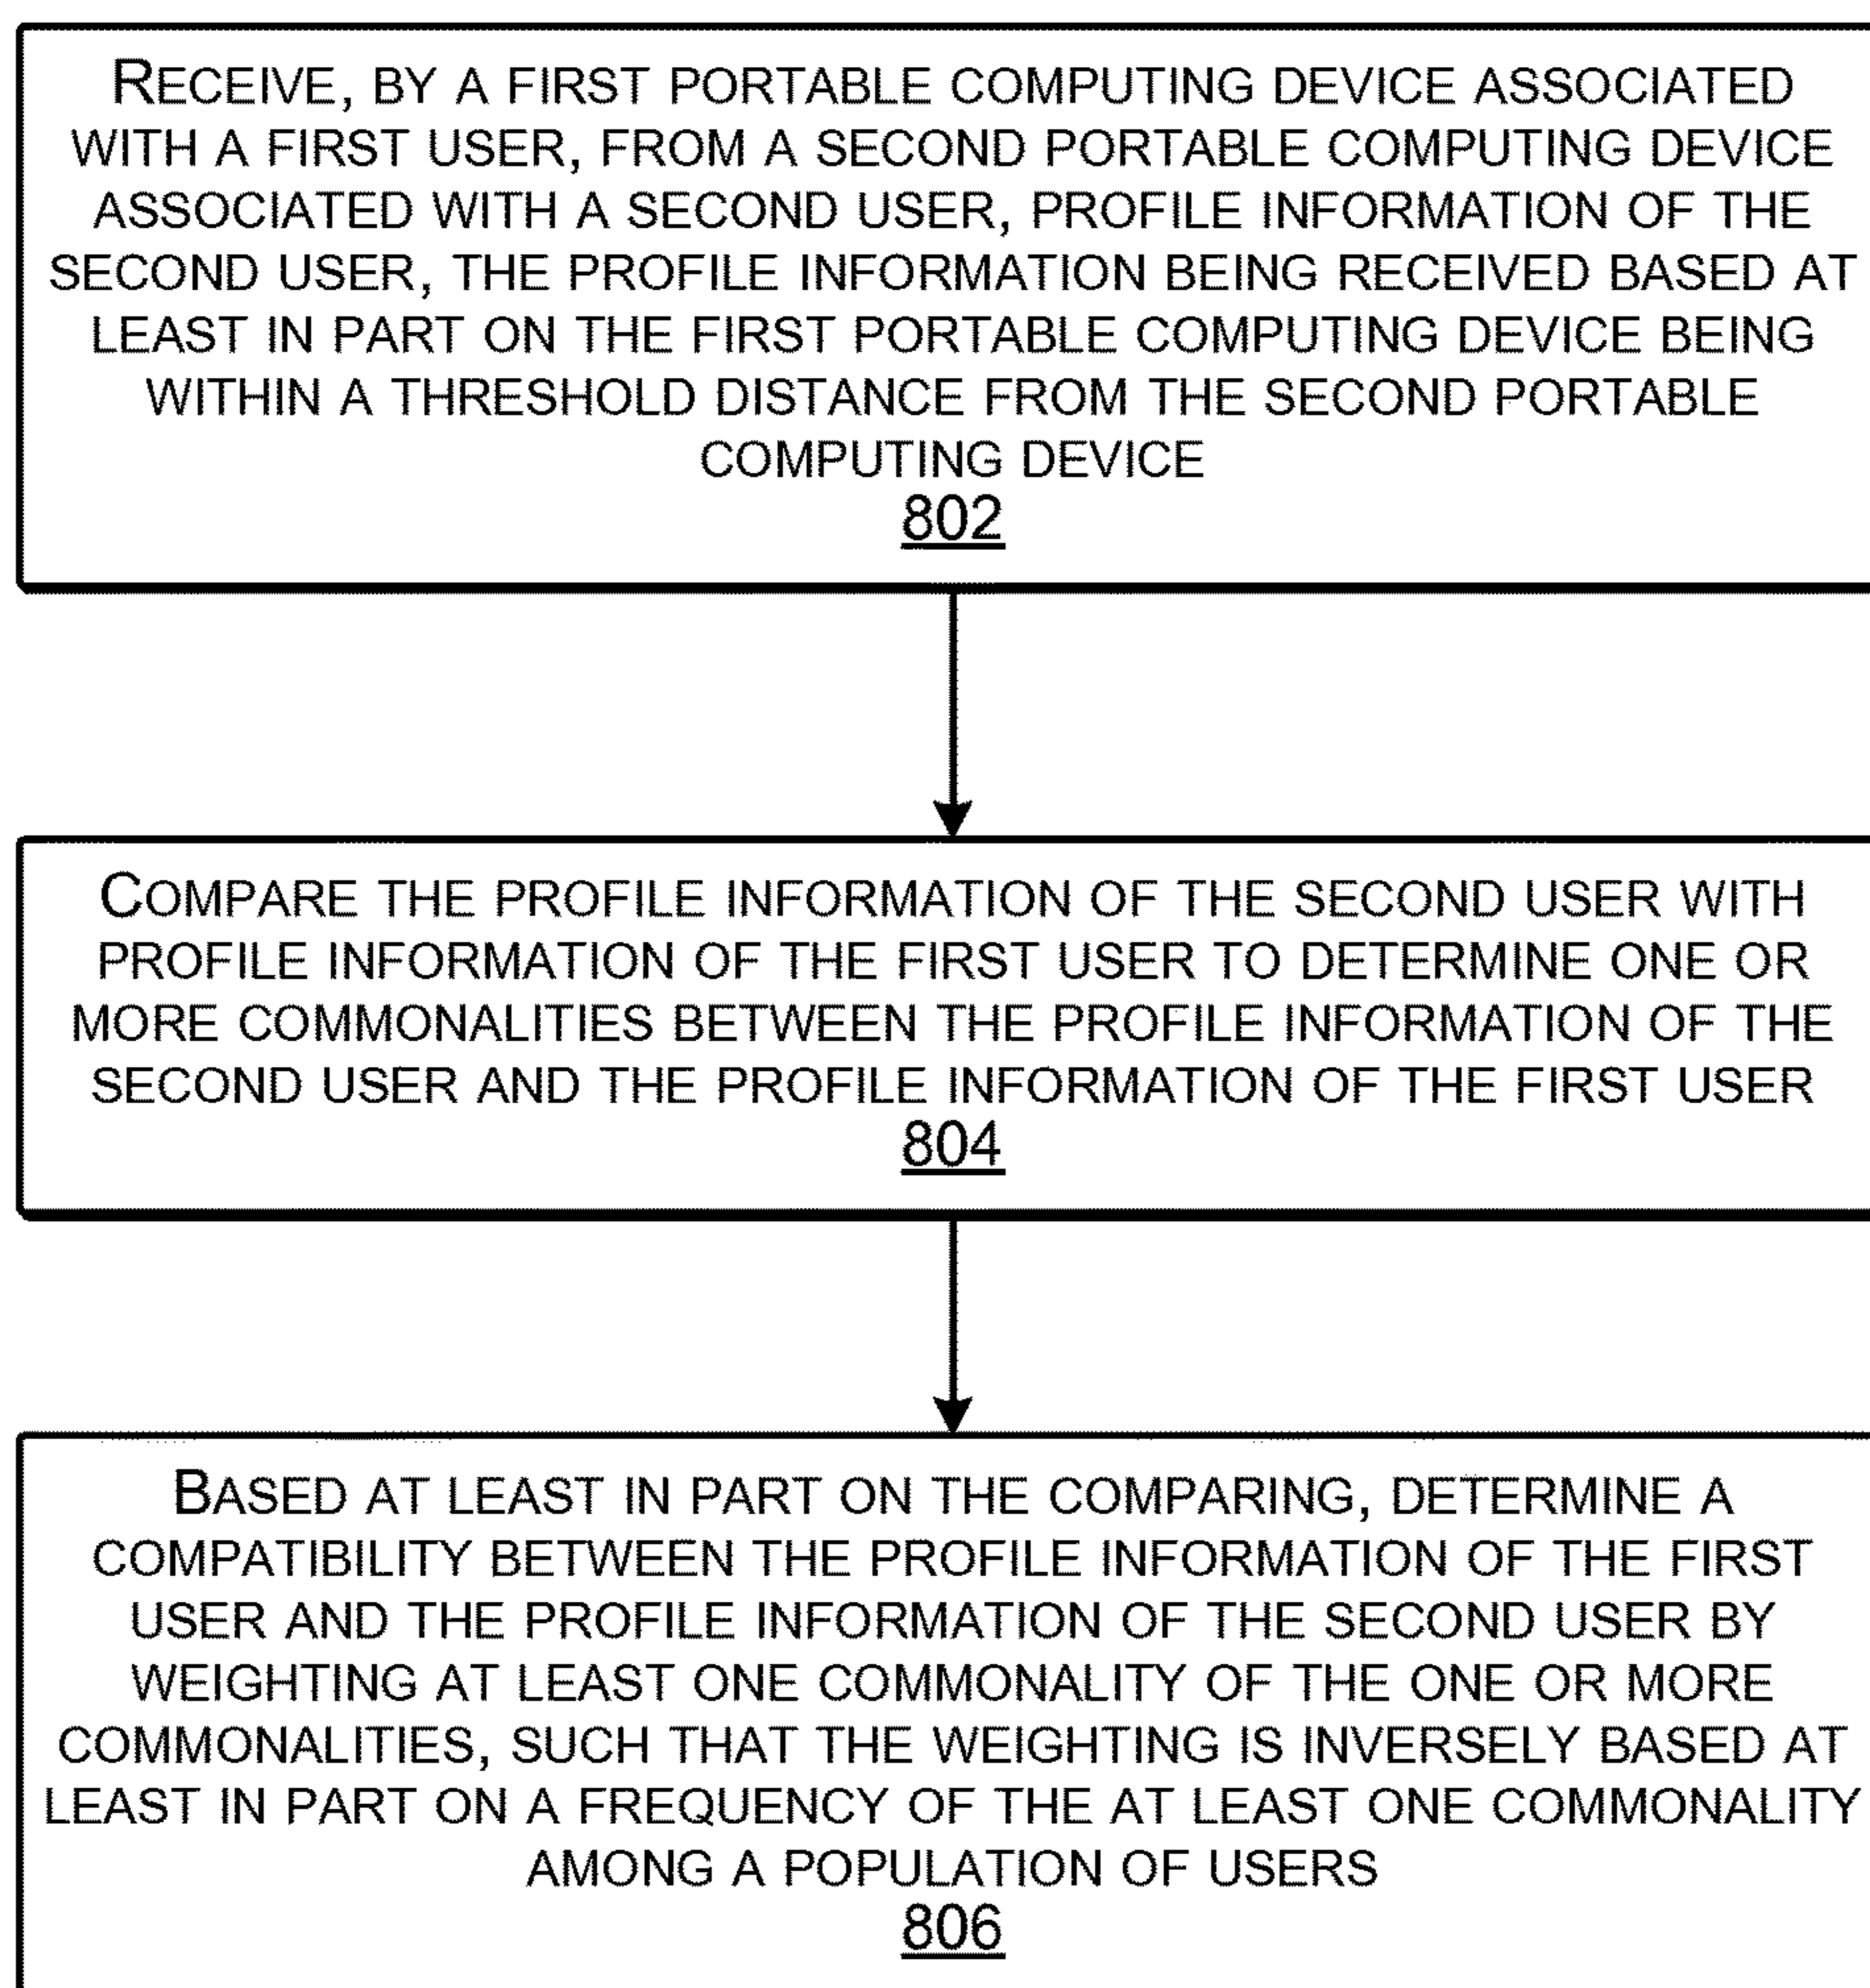 RECEIVE, BY A FIRST PORTABLE COMPUTING DEVICE ASSOCIATED
WITH A FIRST USER, FROM A SECOND PORTABLE COMPUTING DEVICE
ASSOCIATED WITH A SECOND USER, PROFILE INFORMATION OF THE
SECOND USER, THE PROFILE INFORMATION BEING RECEIVED BASED AT
LEAST IN PART ON THE FIRST PORTABLE COMPUTING DEVICE BEING
WITHIN A THRESHOLD DISTANCE FROM THE SECOND PORTABLE
COMPUTING DEVICE
802
COMPARE THE PROFILE INFORMATION OF THE SECOND USER WITH
PROFILE INFORMATION OF THE FIRST USER TO DETERMINE ONE OR
MORE COMMONALITIES BETWEEN THE PROFILE INFORMATION OF THE
SECOND USER AND THE PROFILE INFORMATION OF THE FIRST USER
804
BASED AT LEAST IN PART ON THE COMPARING, DETERMINE A
COMPATIBILITY BETWEEN THE PROFILE INFORMATION OF THE FIRST
USER AND THE PROFILE INFORMATION OF THE SECOND USER BY
WEIGHTING AT LEAST ONE COMMONALITY OF THE ONE OR MORE
COMMONALITIES, SUCH THAT THE WEIGHTING IS INVERSELY BASED AT
LEAST IN PART ON A FREQUENCY OF THE AT LEAST ONE COMMONALITY
AMONG A POPULATION OF USERS
806